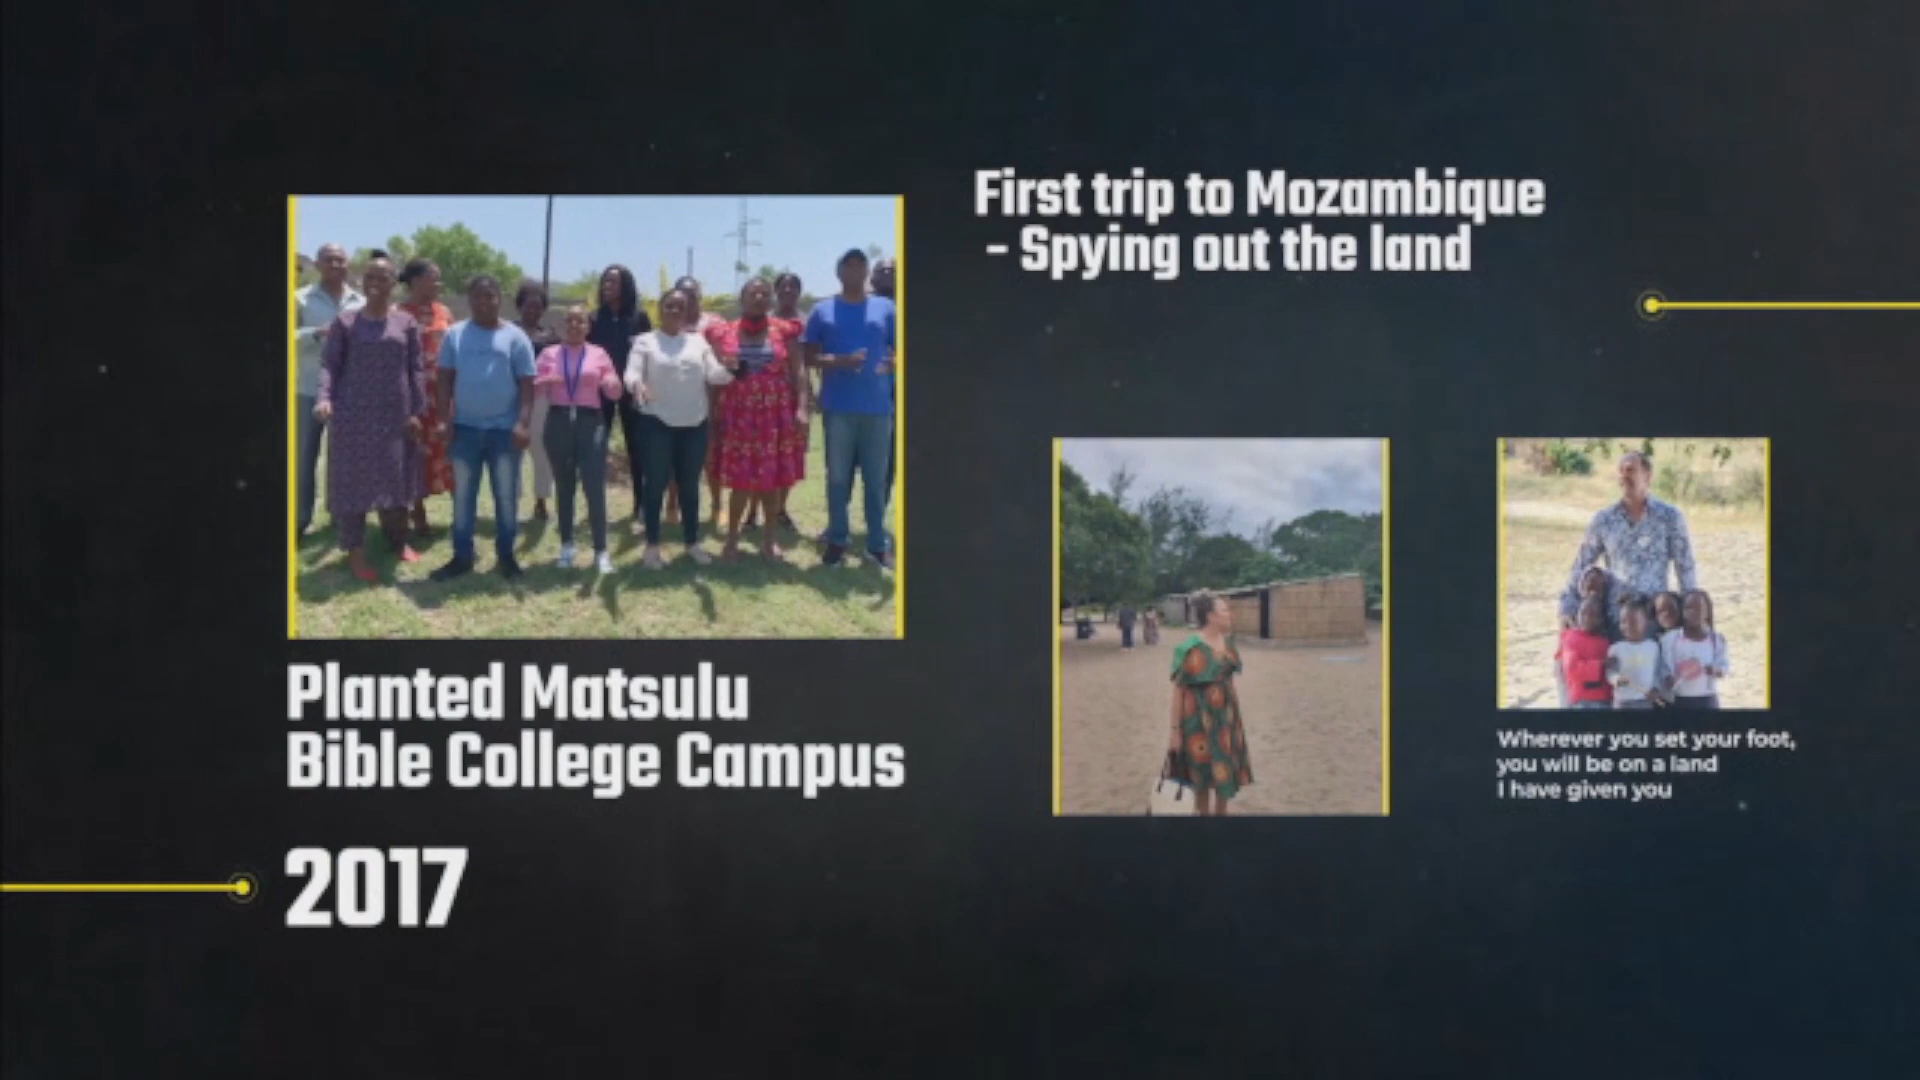 Planted Matsulu
Bible College Campus
2017
First trip to Mozambique
- Spying out the land
Wherever you set your foot,
you will be on a land
I have given you